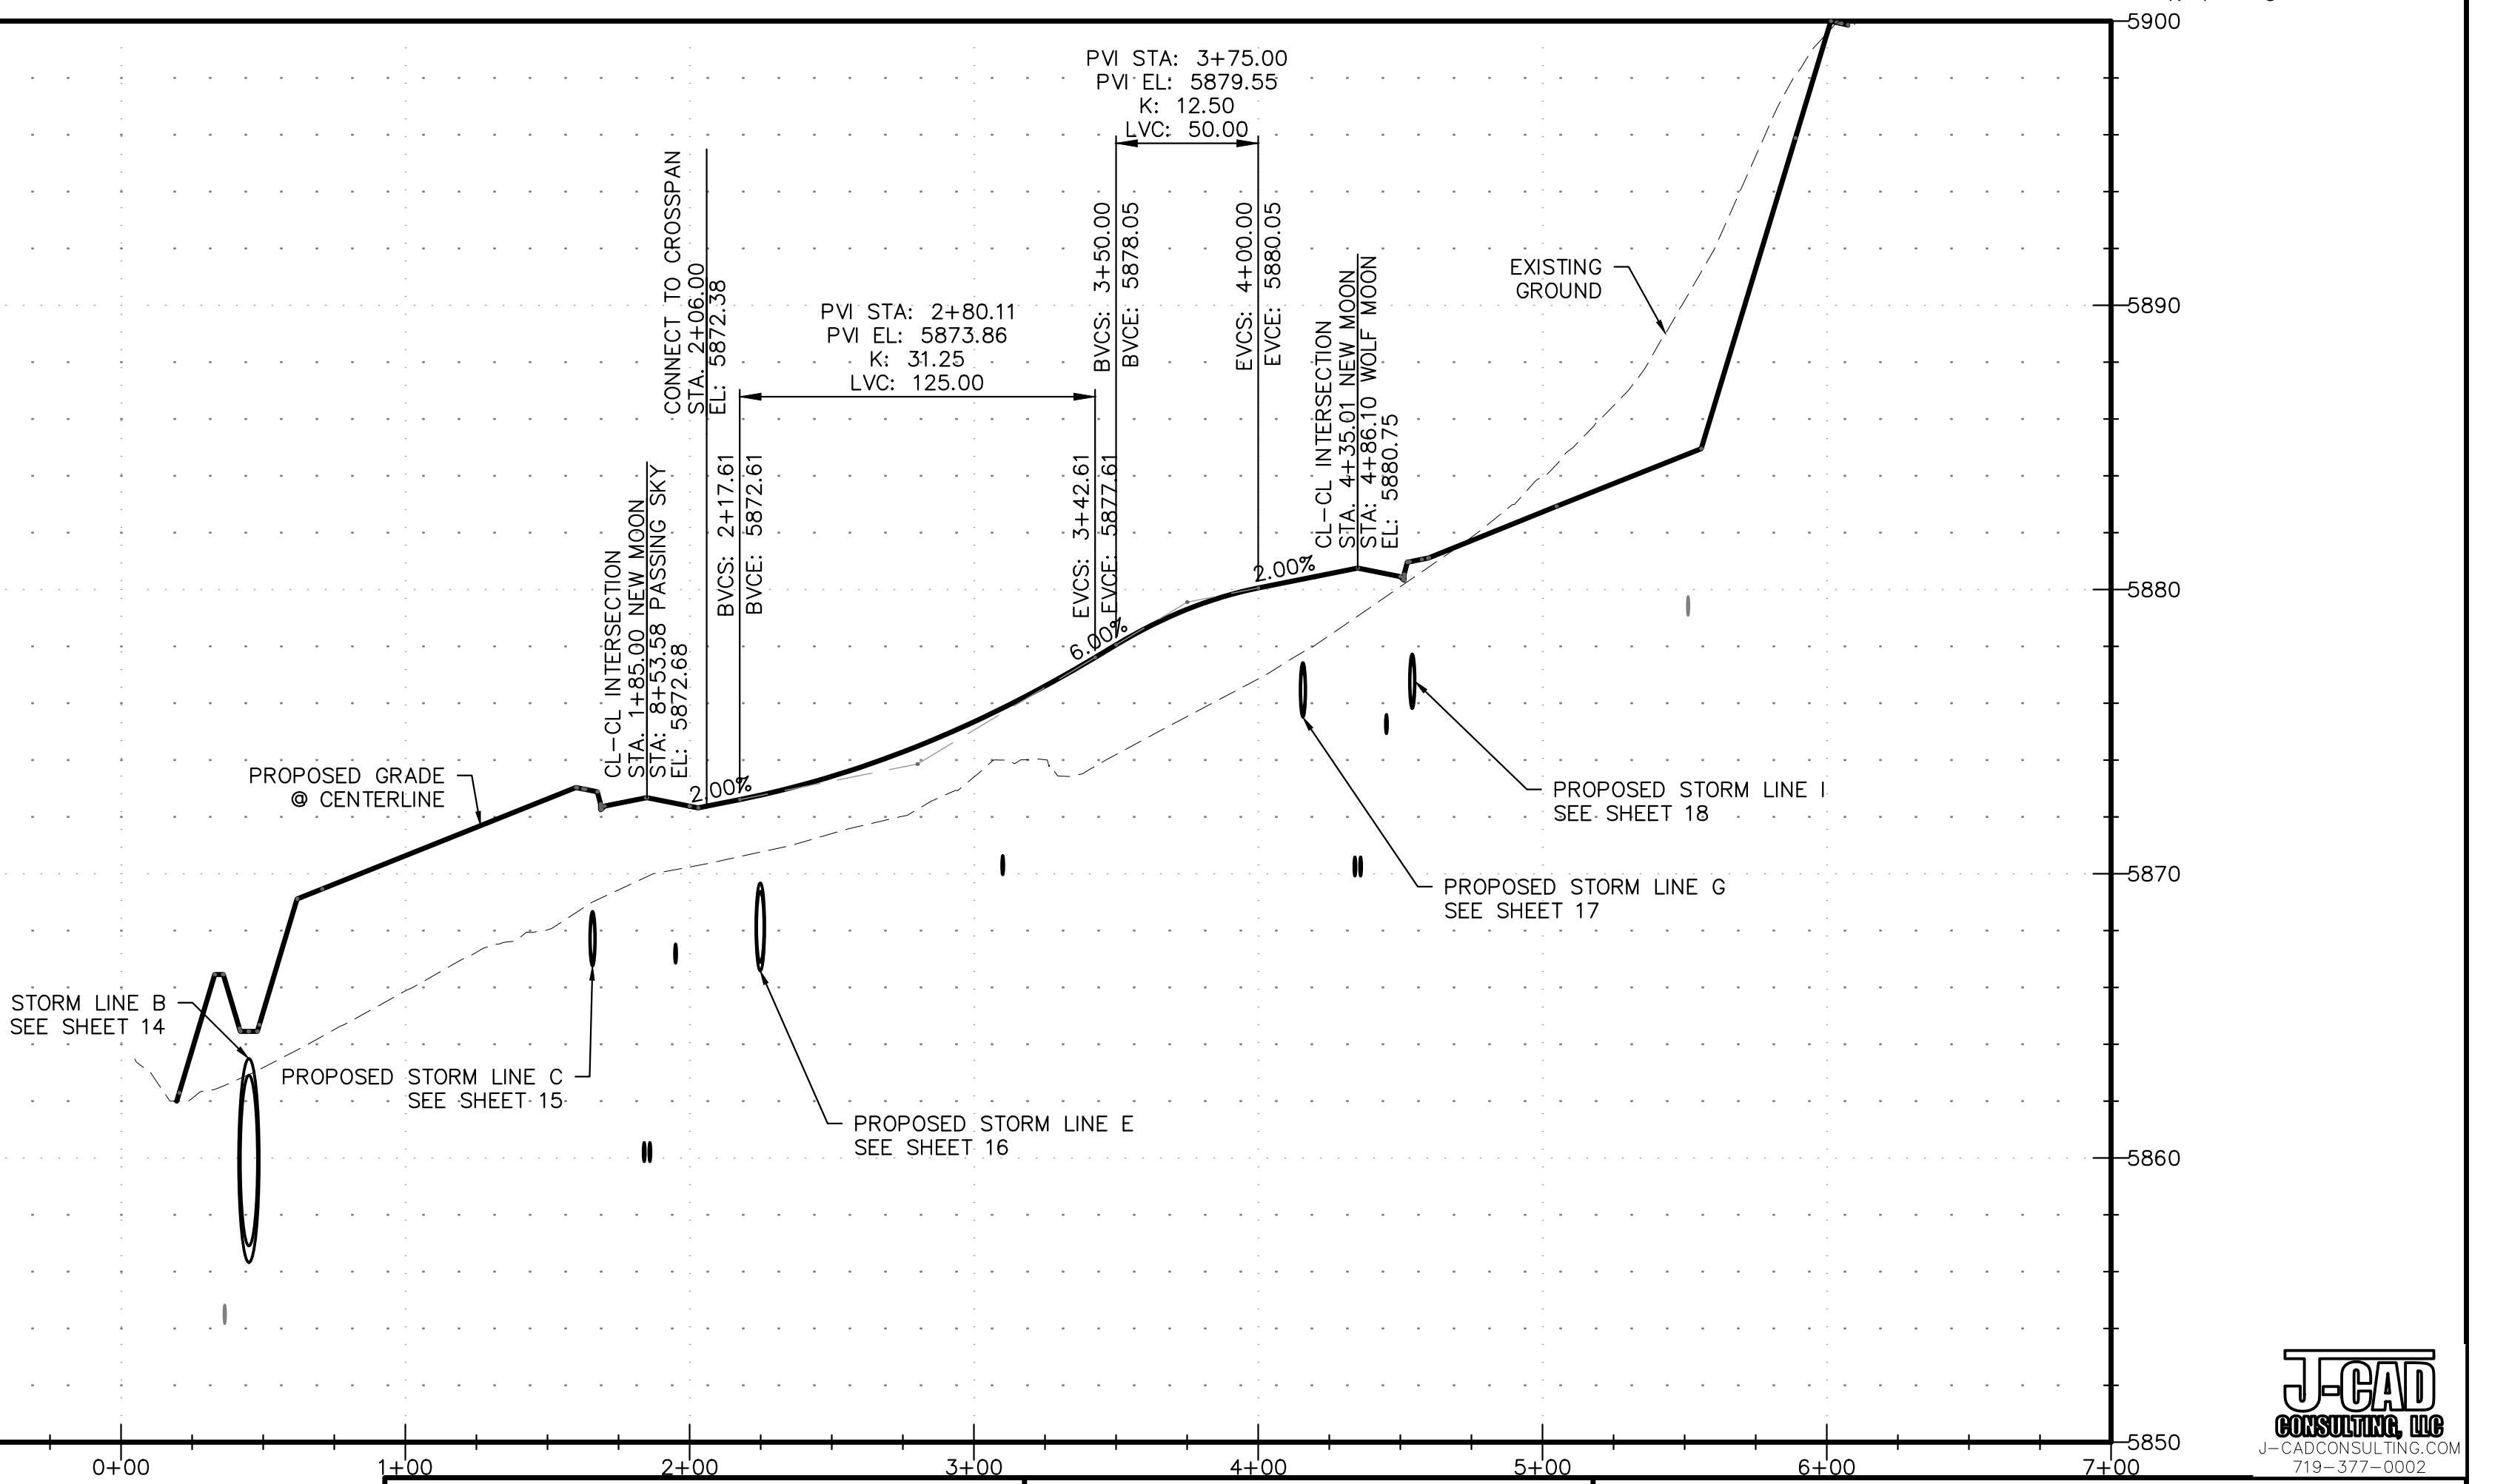 5900
PVI STA: 3+75.00
PVI EL: 5879.55
K: 12.50
LVC: 50.00
CONNECT TO CROSSPAN
STA. 2+06.00
EL: 5872.38
BVCS: 3+50.00
BVCE: 5878.05
EVCS: 4+00.00
EVCE: 5880.05
EXISTING
GROUND
5890
PVI STA: 2+80.11
PVI EL: 5873.86
K: 31.25
LVC: 125.00
CL-CL INTERSECTION
STA. 4+35.01 NEW MOON
STA: 4+86.10 WOLF MOON
EL: 5880.75
BVCS: 2+17.61
BVCE: 5872.61
EVCS: 3+42.61
EVCE: 5877.61
CL-CL INTERSECTION
STA. 1+85.00 NEW MOON
STA: 8+53.58 PASSING SKY
EL: 5872.68
2.00%
6.00%
2.00%
5880
PROPOSED GRADE
@ CENTERLINE
PROPOSED STORM LINE I
SEE SHEET 18
5870
PROPOSED STORM LINE G
SEE SHEET 17
STORM LINE B
SEE SHEET 14
PROPOSED STORM LINE C
SEE SHEET 15
PROPOSED STORM LINE E
SEE SHEET 16
5860
5850
0+00 1+00 2+00 3+00 4+00 5+00 6+00 7+00
J-CAD
CONSULTING, LLC
J-CADCONSULTING.COM
719-377-0002